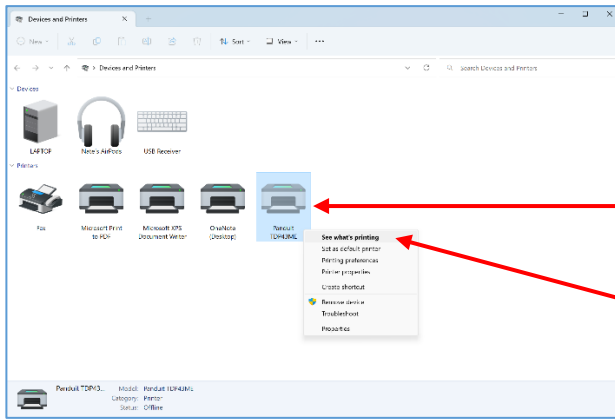 Devices and Printers
New
Sort
View
Devices and Printers
Search Devices and Printers
Devices
LAPTOP
Nate's AirPods
USB Receiver
Printers
Fax
Microsoft Print
to PDF
Microsoft XPS
Document Writer
OneNote
(Desktop)
Panduit
TDP43ME
See what's printing
Set as default printer
Printing preferences
Printer properties
Create shortcut
Remove device
Troubleshoot
Properties
Panduit TDP43... Model: Panduit TDP43ME
Category: Printer
Status: Offline